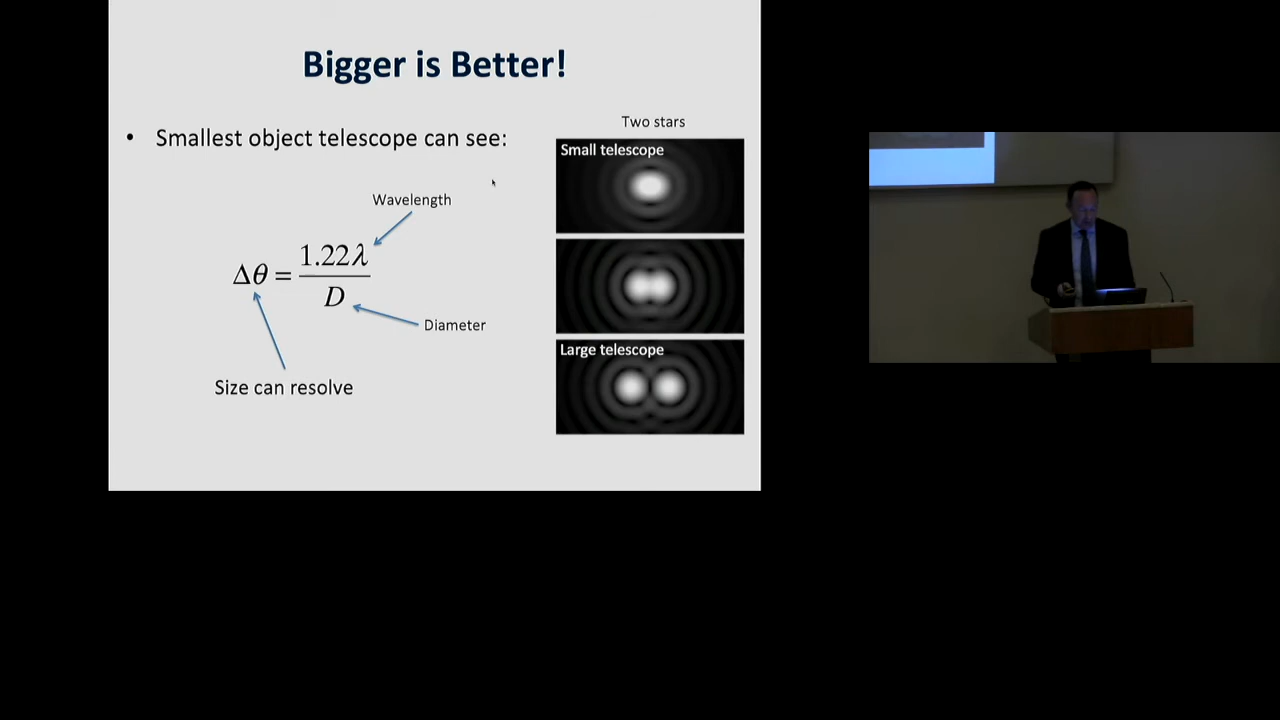 Bigger is Better!
• Smallest object telescope can see:
Two stars
Small telescope
Wavelength
Δθ = 1.22λ / D
Diameter
Large telescope
Size can resolve